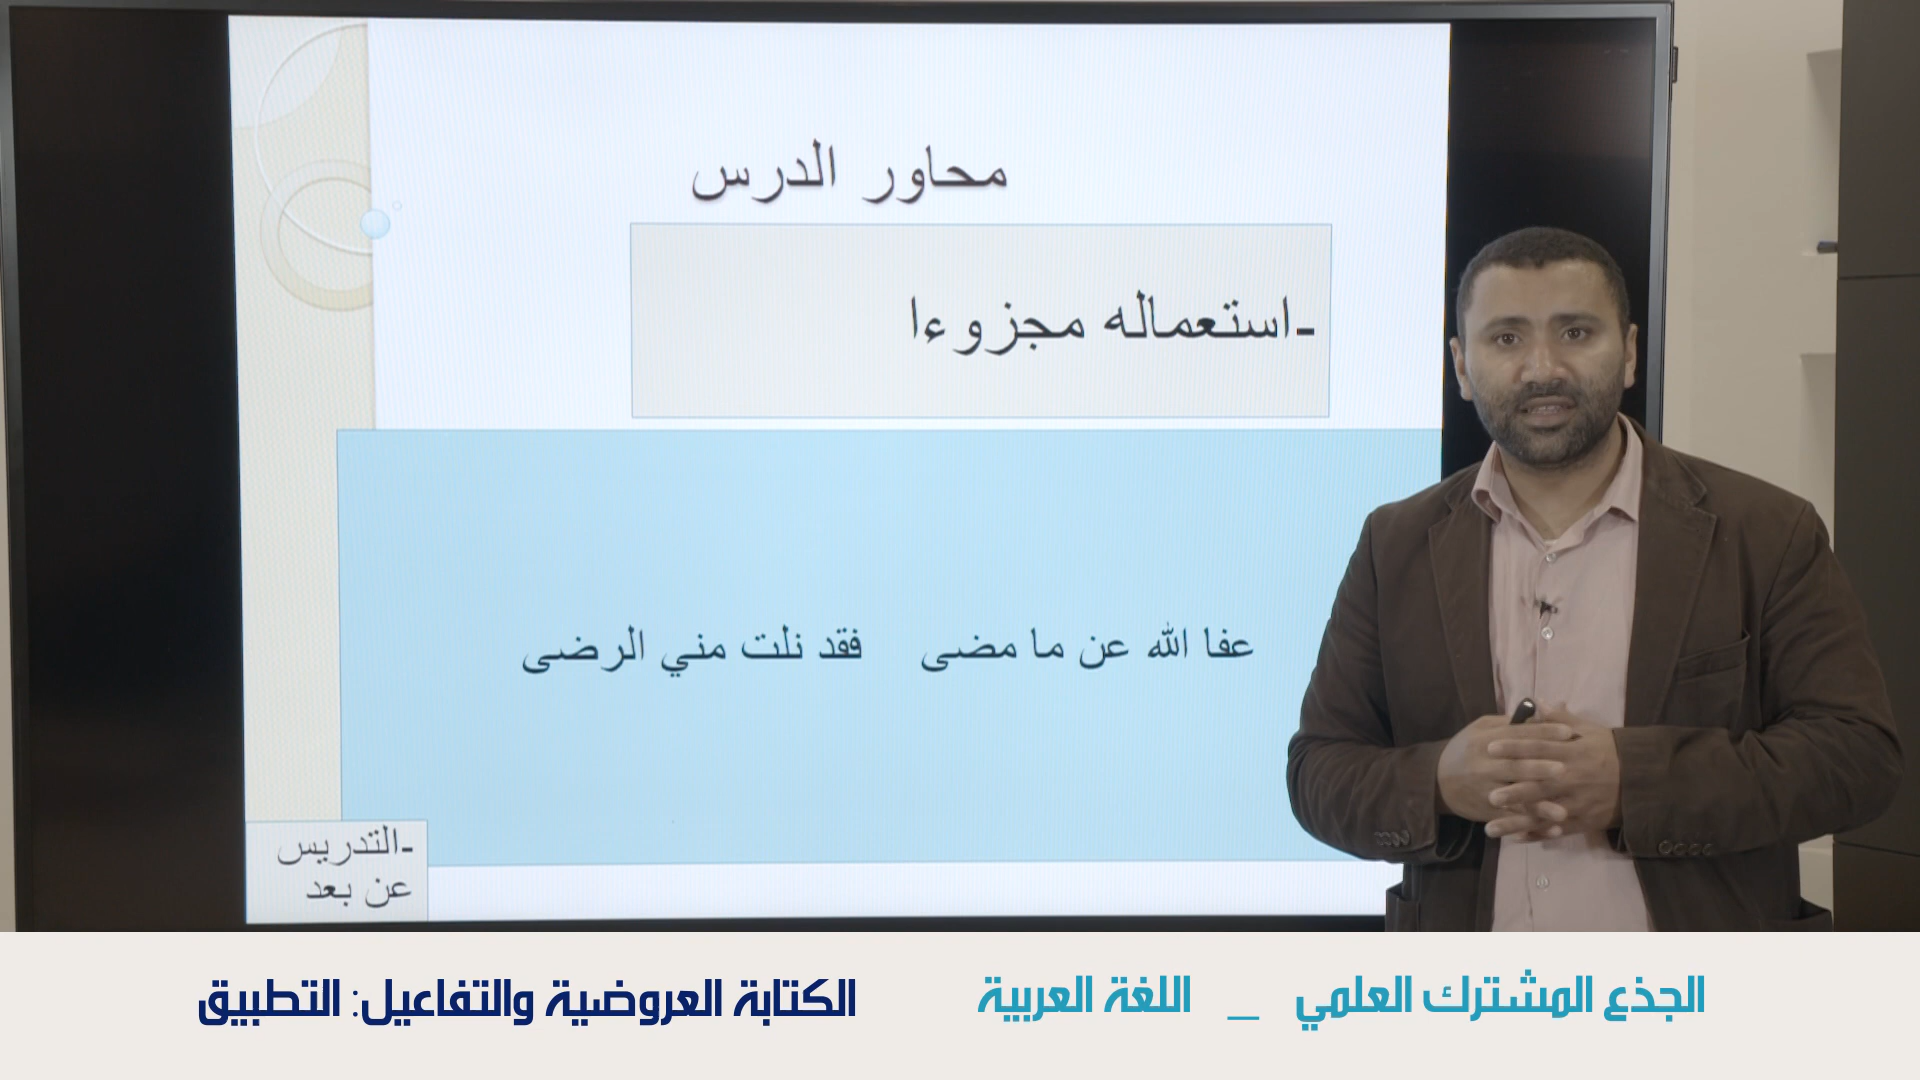 محاور الدرس
-استعماله مجزوءا
عفا الله عن ما مضى فقد نلت مني الرضى
-التدريس
عن بعد
الجذع المشترك العلمي _ اللغة العربية
الكتابة العروضية والتفاعيل: التطبيق